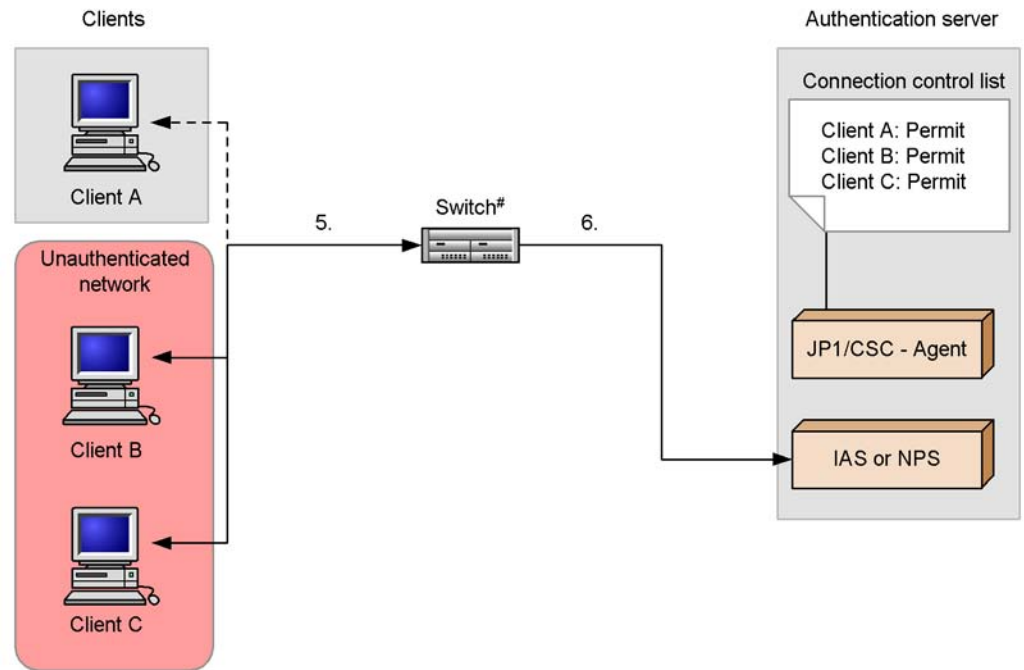 Clients
Authentication server
Connection control list
Client A: Permit
Client B: Permit
Client C: Permit
Client A
5.
Switch#
6.
Unauthenticated
network
Client B
Client C
JP1/CSC - Agent
IAS or NPS